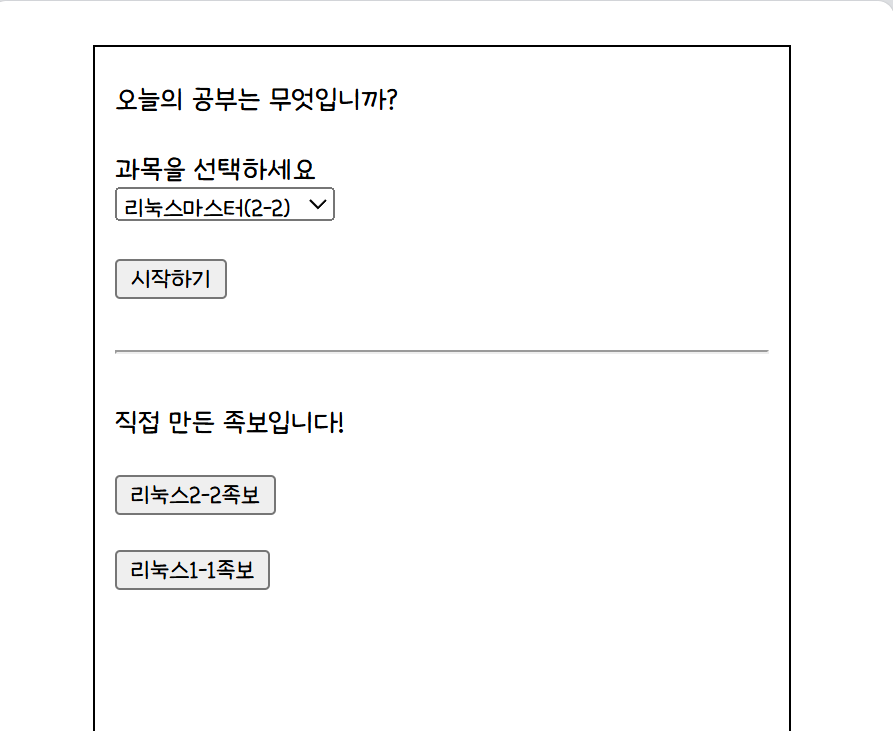 오늘의 공부는 무엇입니까?
과목을 선택하세요
리눅스마스터(2-2)
시작하기
직접 만든 족보입니다!
리눅스2-2족보
리눅스1-1족보